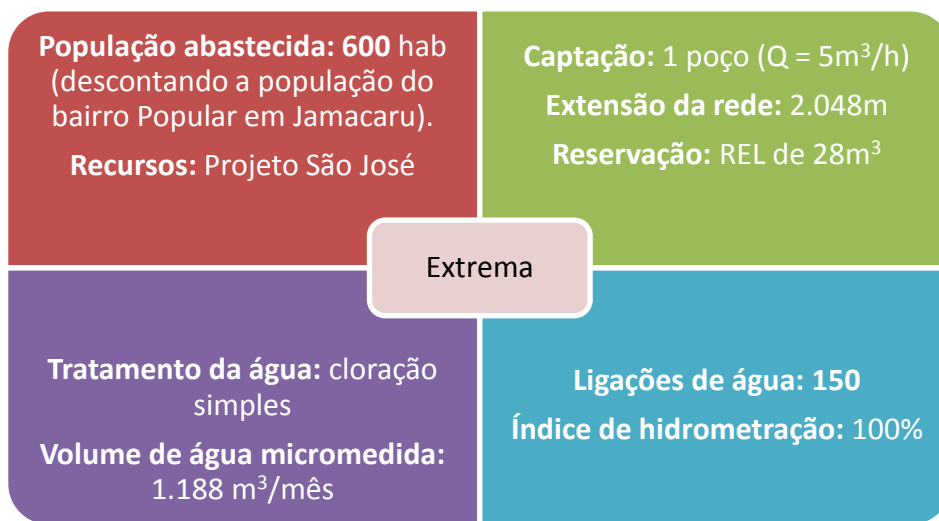 População abastecida: 600 hab
(descontando a população do
bairro Popular em Jamacaru).
Recursos: Projeto São José
Captação: 1 poço (Q = 5m³/h)
Extensão da rede: 2.048m
Reservação: REL de 28m³
Extrema
Tratamento da água: cloração
simples
Volume de água micromedida:
1.188 m³/mês
Ligações de água: 150
Índice de hidrometração: 100%